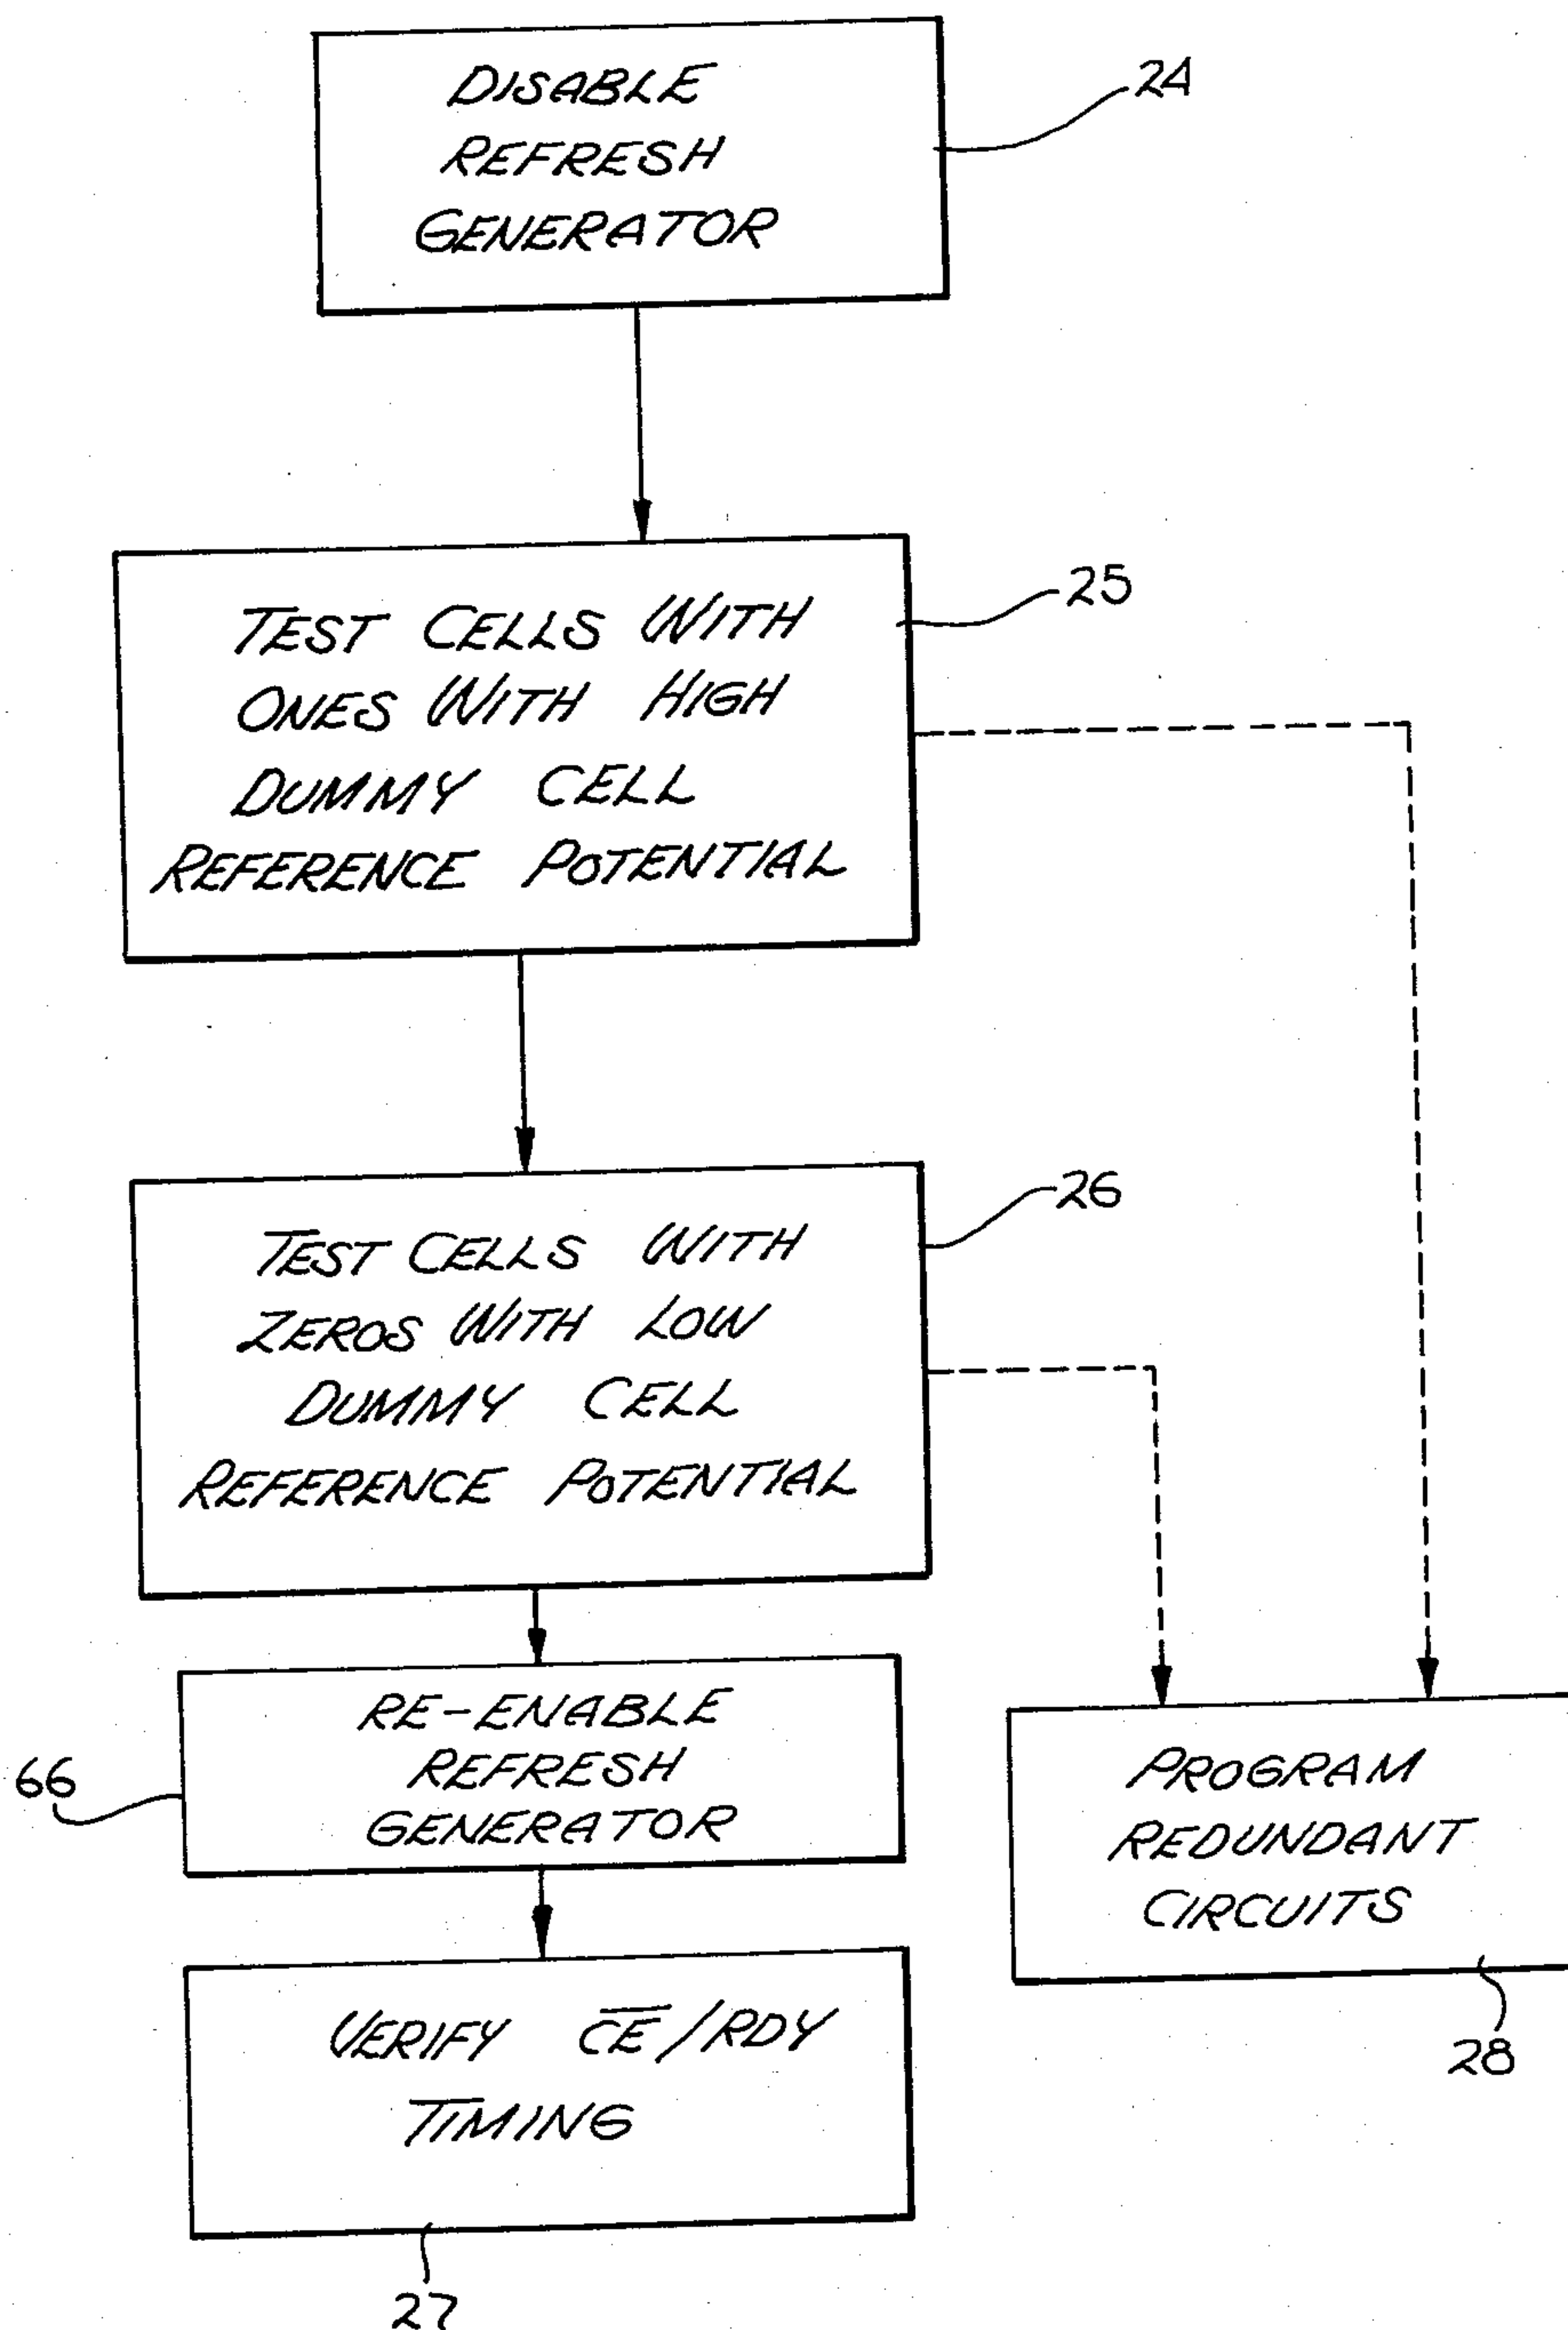 DISABLE
REFRESH
GENERATOR
24
TEST CELLS WITH
ONES WITH HIGH
DUMMY CELL
REFERENCE POTENTIAL
25
TEST CELLS WITH
ZEROS WITH LOW
DUMMY CELL
REFERENCE POTENTIAL
26
RE-ENABLE
REFRESH
GENERATOR
66
PROGRAM
REDUNDANT
CIRCUITS
28
VERIFY C̅E̅/RDY
TIMING
27